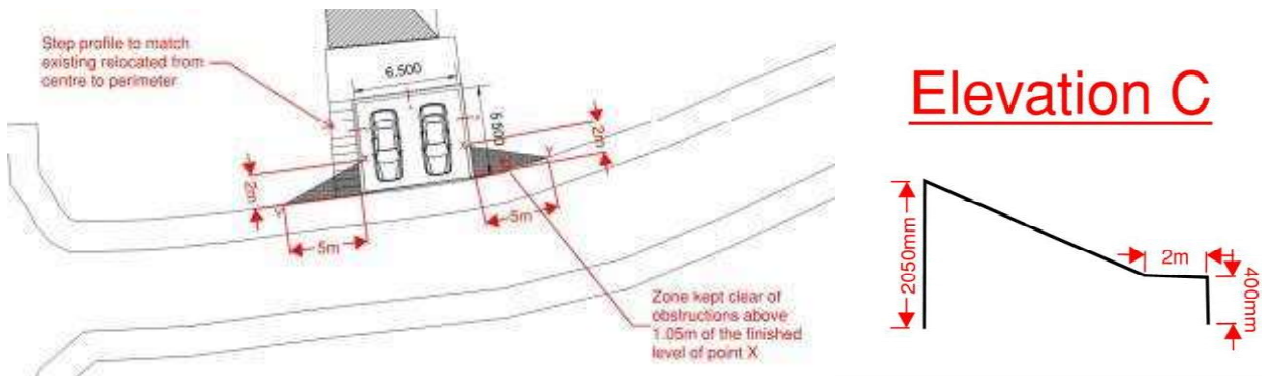 Step profile to match
existing relocated from
centre to perimeter
6.500
5.500
2m
2m
X
Y
5m
5m
Zone kept clear of
obstructions above
1.05m of the finished
level of point X
Elevation C
2050mm
2m
400mm